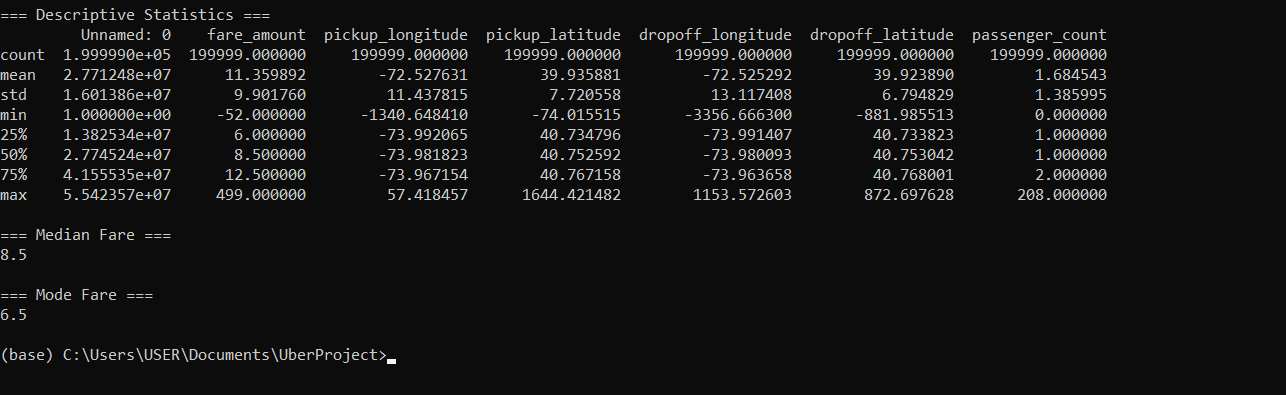 === Descriptive Statistics ===
Unnamed: 0 fare_amount pickup_longitude pickup_latitude dropoff_longitude dropoff_latitude passenger_count
count 1.999990e+05 199999.000000 199999.000000 199999.000000 199999.000000 199999.000000 199999.000000
mean 2.771248e+07 11.359892 -72.527631 39.935881 -72.525292 39.923890 1.684543
std 1.601386e+07 9.901760 11.437815 7.720558 13.117408 6.794829 1.385995
min 1.000000e+00 -52.000000 -1340.648410 -74.015515 -3356.666300 -881.985513 0.000000
25% 1.382534e+07 6.000000 -73.992065 40.734796 -73.991407 40.733823 1.000000
50% 2.774524e+07 8.500000 -73.981823 40.752592 -73.980093 40.753042 1.000000
75% 4.155535e+07 12.500000 -73.967154 40.767158 -73.963658 40.768001 2.000000
max 5.542357e+07 499.000000 57.418457 1644.421482 1153.572603 872.697628 208.000000
=== Median Fare ===
8.5
=== Mode Fare ===
6.5
(base) C:\Users\USER\Documents\UberProject>